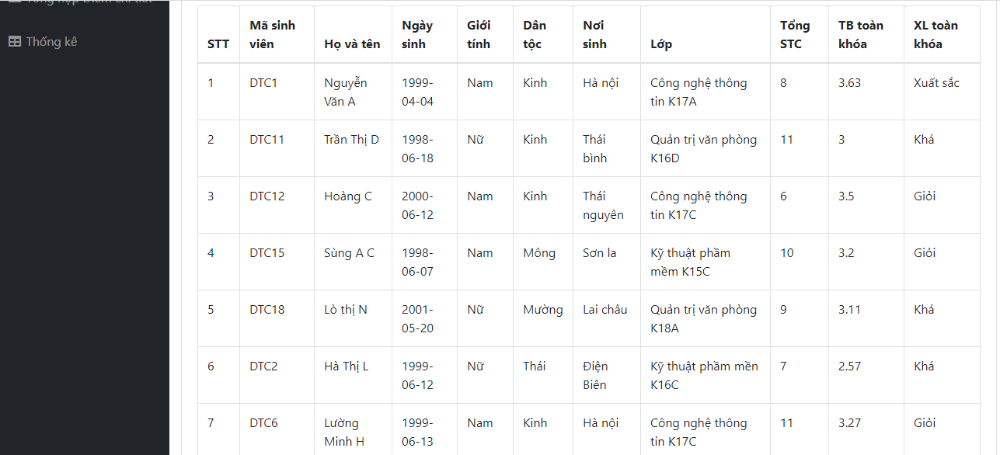 Tổng hợp Điểm chi tiết
Thống kê
STT Mã sinh viên Họ và tên Ngày sinh Giới tính Dân tộc Nơi sinh Lớp Tổng STC TB toàn khóa XL toàn khóa
1 DTC1 Nguyễn Văn A 1999-04-04 Nam Kinh Hà nội Công nghệ thông tin K17A 8 3.63 Xuất sắc
2 DTC11 Trần Thị D 1998-06-18 Nữ Kinh Thái bình Quản trị văn phòng K16D 11 3 Khá
3 DTC12 Hoàng C 2000-06-12 Nam Kinh Thái nguyên Công nghệ thông tin K17C 6 3.5 Giỏi
4 DTC15 Sùng A C 1998-06-07 Nam Mông Sơn la Kỹ thuật phầm mềm K15C 10 3.2 Giỏi
5 DTC18 Lò thị N 2001-05-20 Nữ Mường Lai châu Quản trị văn phòng K18A 9 3.11 Khá
6 DTC2 Hà Thị L 1999-06-12 Nữ Thái Điện Biên Kỹ thuật phầm mền K16C 7 2.57 Khá
7 DTC6 Lường Minh H 1999-06-13 Nam Kinh Hà nội Công nghệ thông tin K17C 11 3.27 Giỏi